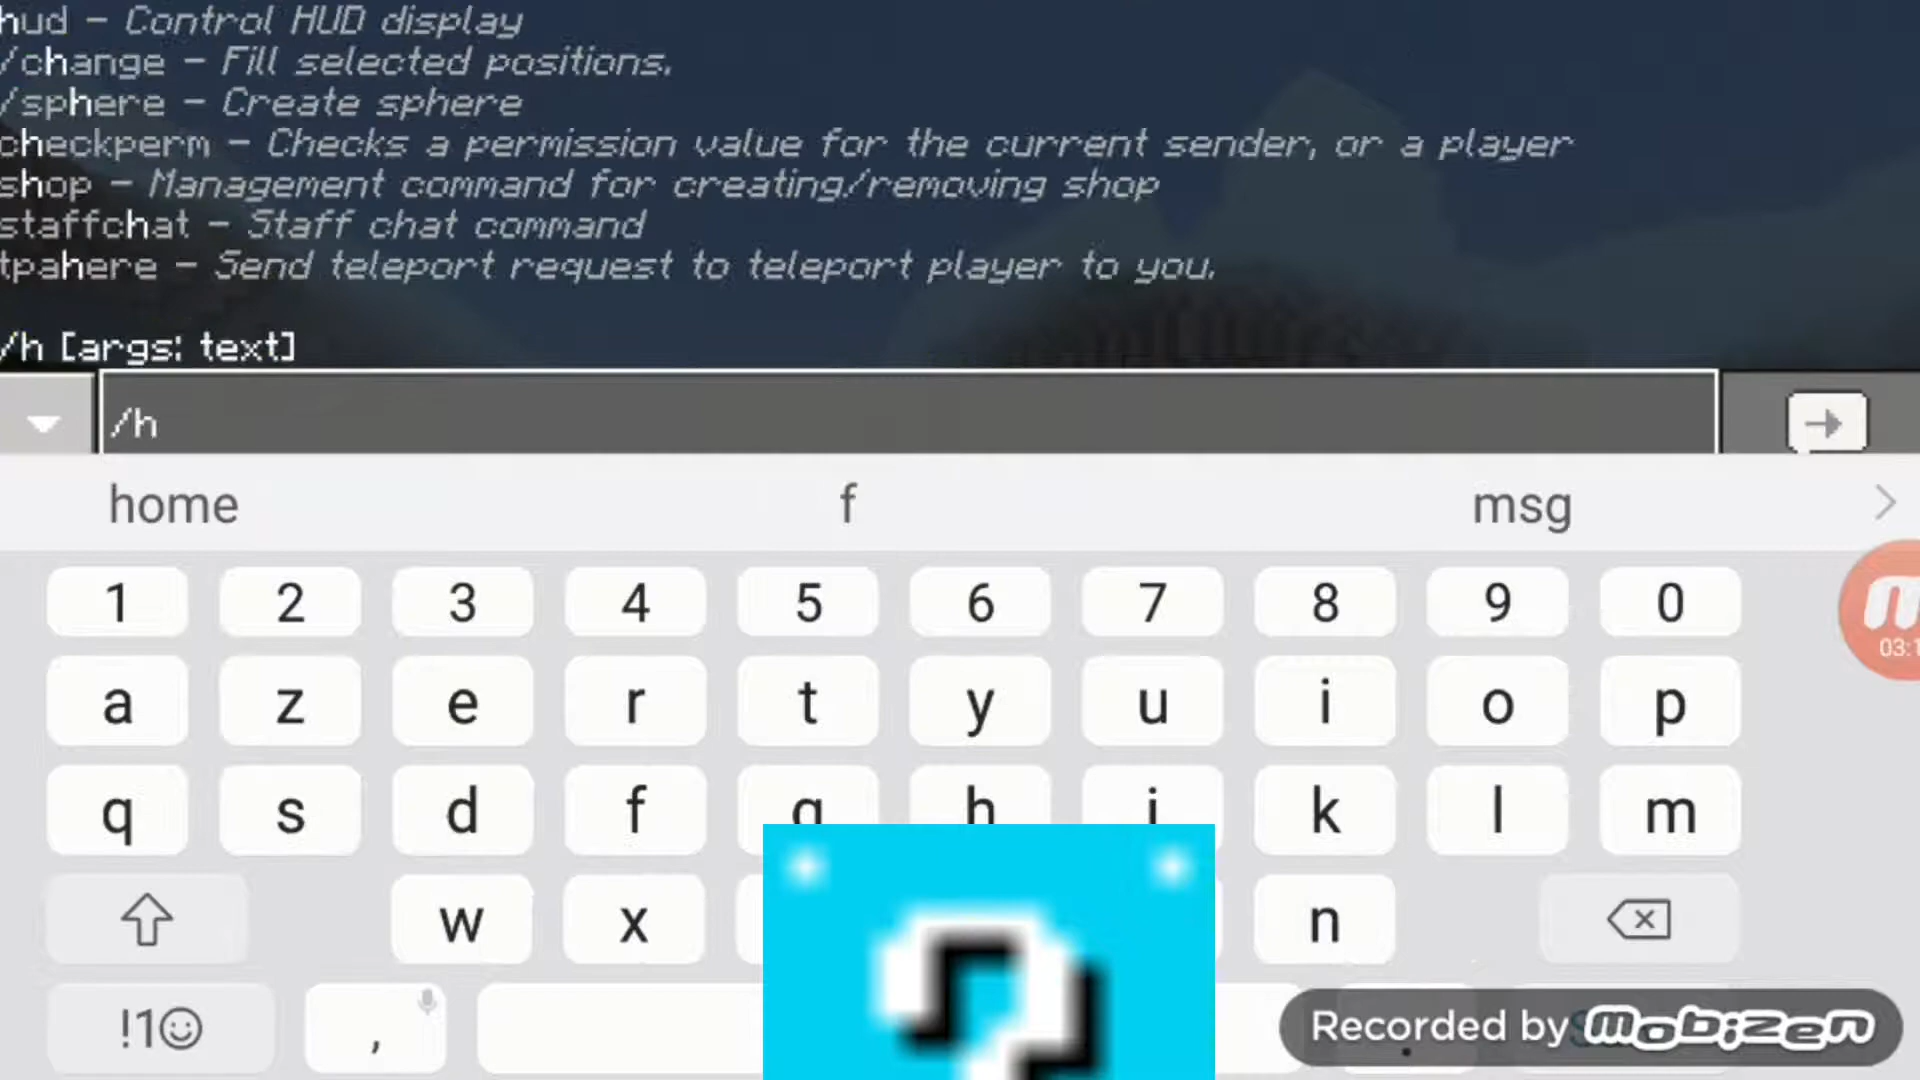 hud - Control HUD display
/change - Fill selected positions.
/sphere - Create sphere
checkperm - Checks a permission value for the current sender, or a player
shop - Management command for creating/removing shop
staffchat - Staff chat command
tpahere - Send teleport request to teleport player to you.
/h [args: text]
/h
home f msg
1 2 3 4 5 6 7 8 9 0
03:1
a z e r t y u i o p
q s d f g h j k l m
w x n
!1☺ ,
Recorded by mobizen